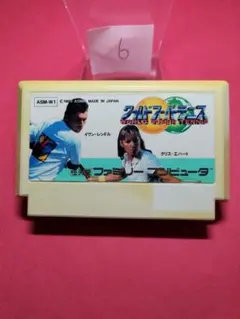 6
ASM-W1
MADE IN JAPAN
ワールドスーパーテニス
WORLD SUPER TENNIS
イワン・レンドル
クリス・エバート
ファミリーコンピュータ